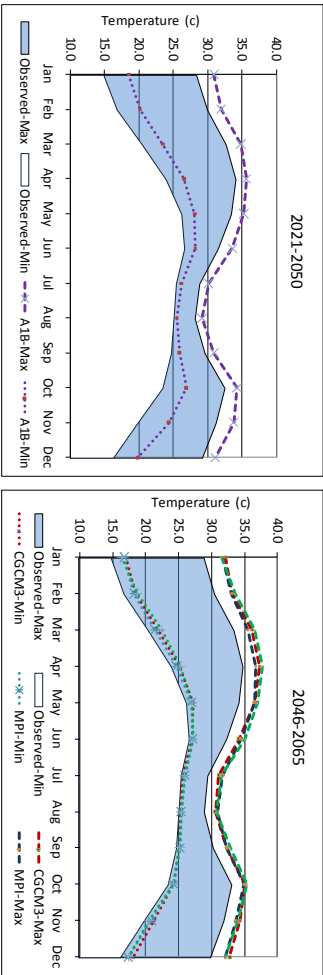 2021-2050
Temperature (c)
40.0
35.0
30.0
25.0
20.0
15.0
10.0
Jan
Feb
Mar
Apr
May
Jun
Jul
Aug
Sep
Oct
Nov
Dec
Observed-Max
Observed-Min
A1B-Max
A1B-Min
2046-2065
Temperature (c)
40.0
35.0
30.0
25.0
20.0
15.0
10.0
Jan
Feb
Mar
Apr
May
Jun
Jul
Aug
Sep
Oct
Nov
Dec
Observed-Max
Observed-Min
CGCM3-Max
CGCM3-Min
MPI-Min
MPI-Max